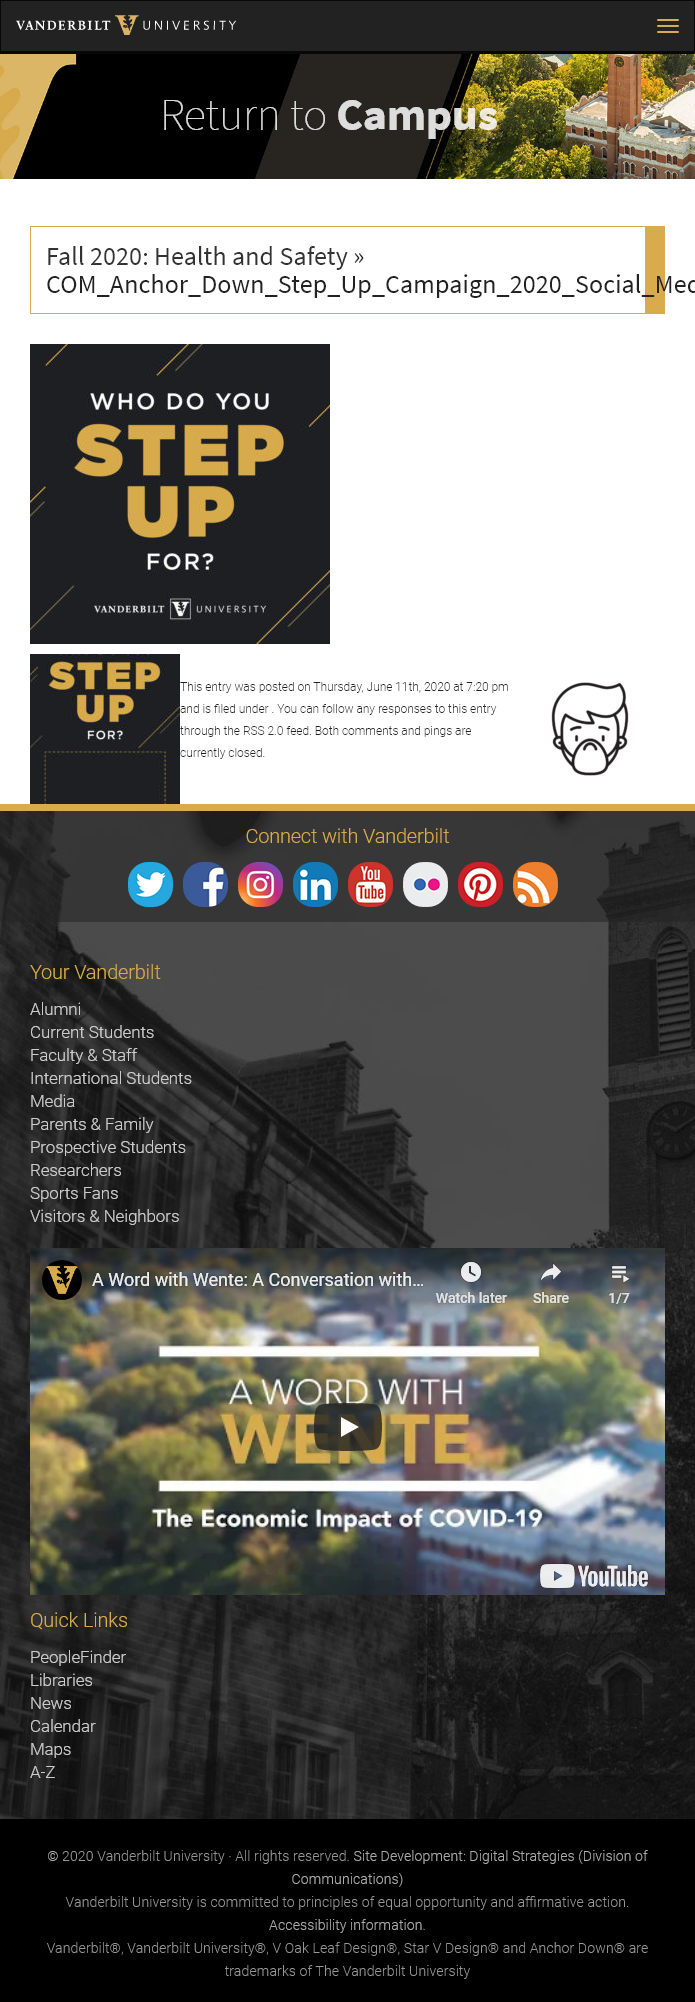 VANDERBILT V UNIVERSITY
Return to Campus
Fall 2020: Health and Safety »
COM_Anchor_Down_Step_Up_Campaign_2020_Social_Med
WHO DO YOU
STEP
UP
FOR?
VANDERBILT V UNIVERSITY
STEP
UP
FOR?
This entry was posted on Thursday, June 11th, 2020 at 7:20 pm
and is filed under . You can follow any responses to this entry
through the RSS 2.0 feed. Both comments and pings are
currently closed.
Connect with Vanderbilt
You
Tube
Your Vanderbilt
Alumni
Current Students
Faculty & Staff
International Students
Media
Parents & Family
Prospective Students
Researchers
Sports Fans
Visitors & Neighbors
A Word with Wente: A Conversation with...
Watch later
Share
1/7
A WORD WITH
WENTE
The Economic Impact of COVID-19
YouTube
Quick Links
PeopleFinder
Libraries
News
Calendar
Maps
A-Z
© 2020 Vanderbilt University · All rights reserved. Site Development: Digital Strategies (Division of
Communications)
Vanderbilt University is committed to principles of equal opportunity and affirmative action.
Accessibility information.
Vanderbilt®, Vanderbilt University®, V Oak Leaf Design®, Star V Design® and Anchor Down® are
trademarks of The Vanderbilt University